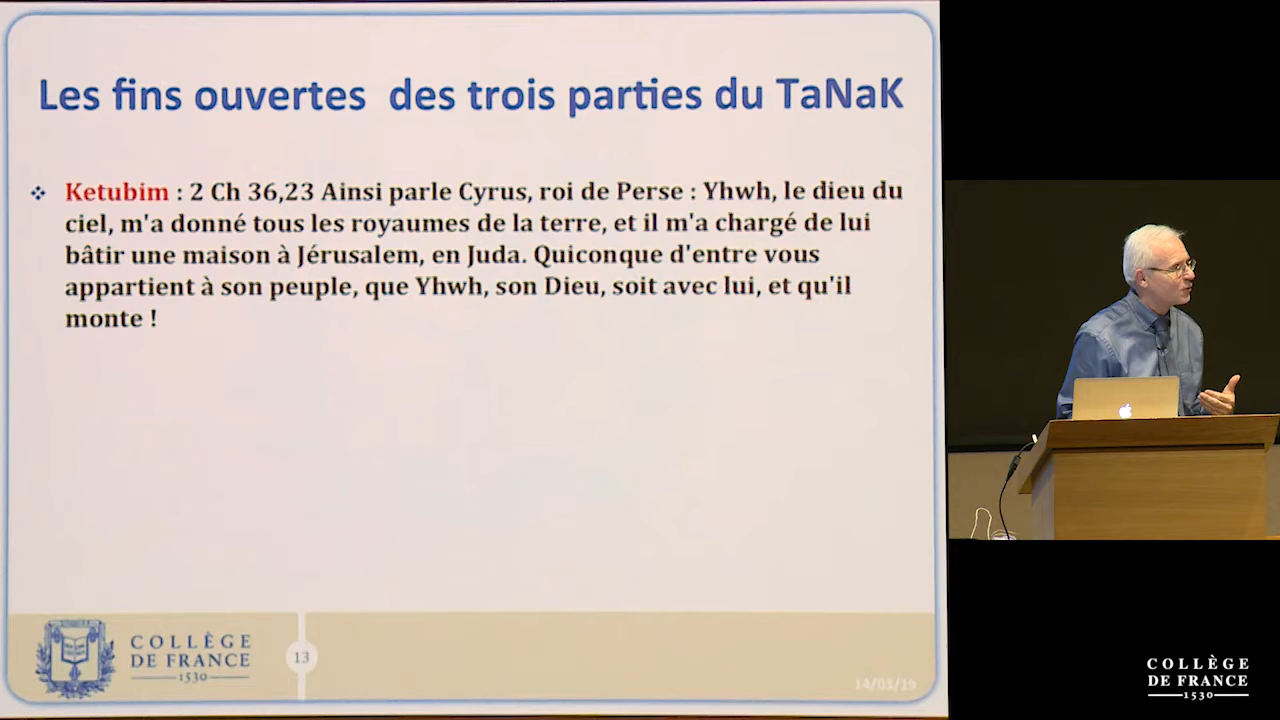 Les fins ouvertes des trois parties du TaNaK
❖ Ketubim : 2 Ch 36,23 Ainsi parle Cyrus, roi de Perse : Yhwh, le dieu du
ciel, m'a donné tous les royaumes de la terre, et il m'a chargé de lui
bâtir une maison à Jérusalem, en Juda. Quiconque d'entre vous
appartient à son peuple, que Yhwh, son Dieu, soit avec lui, et qu'il
monte !
COLLÈGE
DE FRANCE
1530
13
14/03/19
COLLÈGE
DE FRANCE
1530